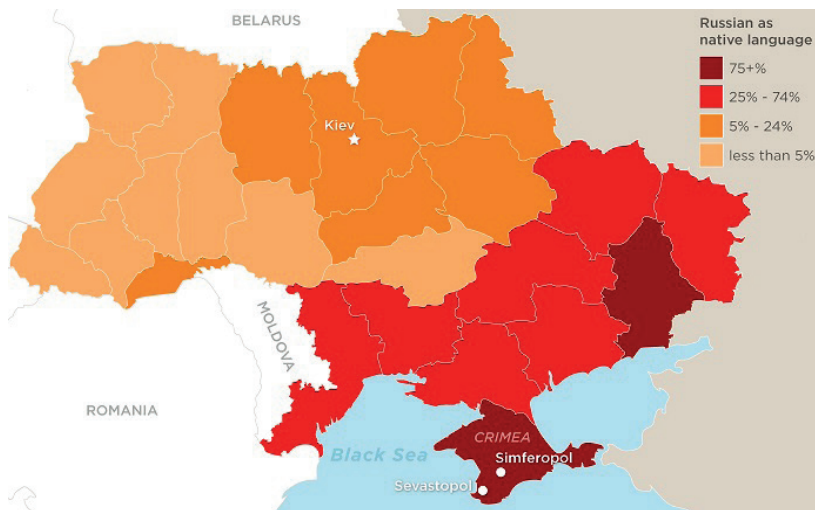 BELARUS
Russian as
native language
75+%
25% - 74%
5% - 24%
less than 5%
Kiev
MOLDOVA
ROMANIA
CRIMEA
Simferopol
Black Sea
Sevastopol